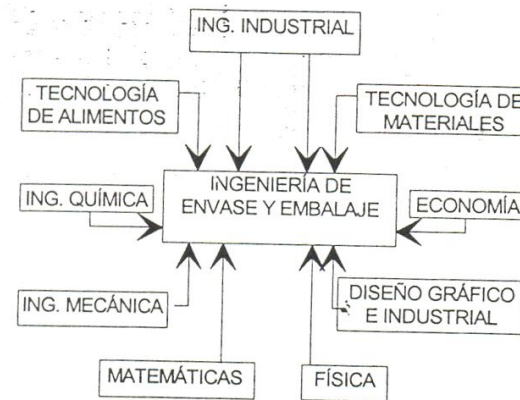 ING. INDUSTRIAL
TECNOLOGÍA
DE ALIMENTOS
TECNOLOGÍA DE
MATERIALES
INGENIERÍA DE
ENVASE Y EMBALAJE
ING. QUÍMICA
ECONOMÍA
ING. MECÁNICA
DISEÑO GRÁFICO
E INDUSTRIAL
MATEMÁTICAS
FÍSICA